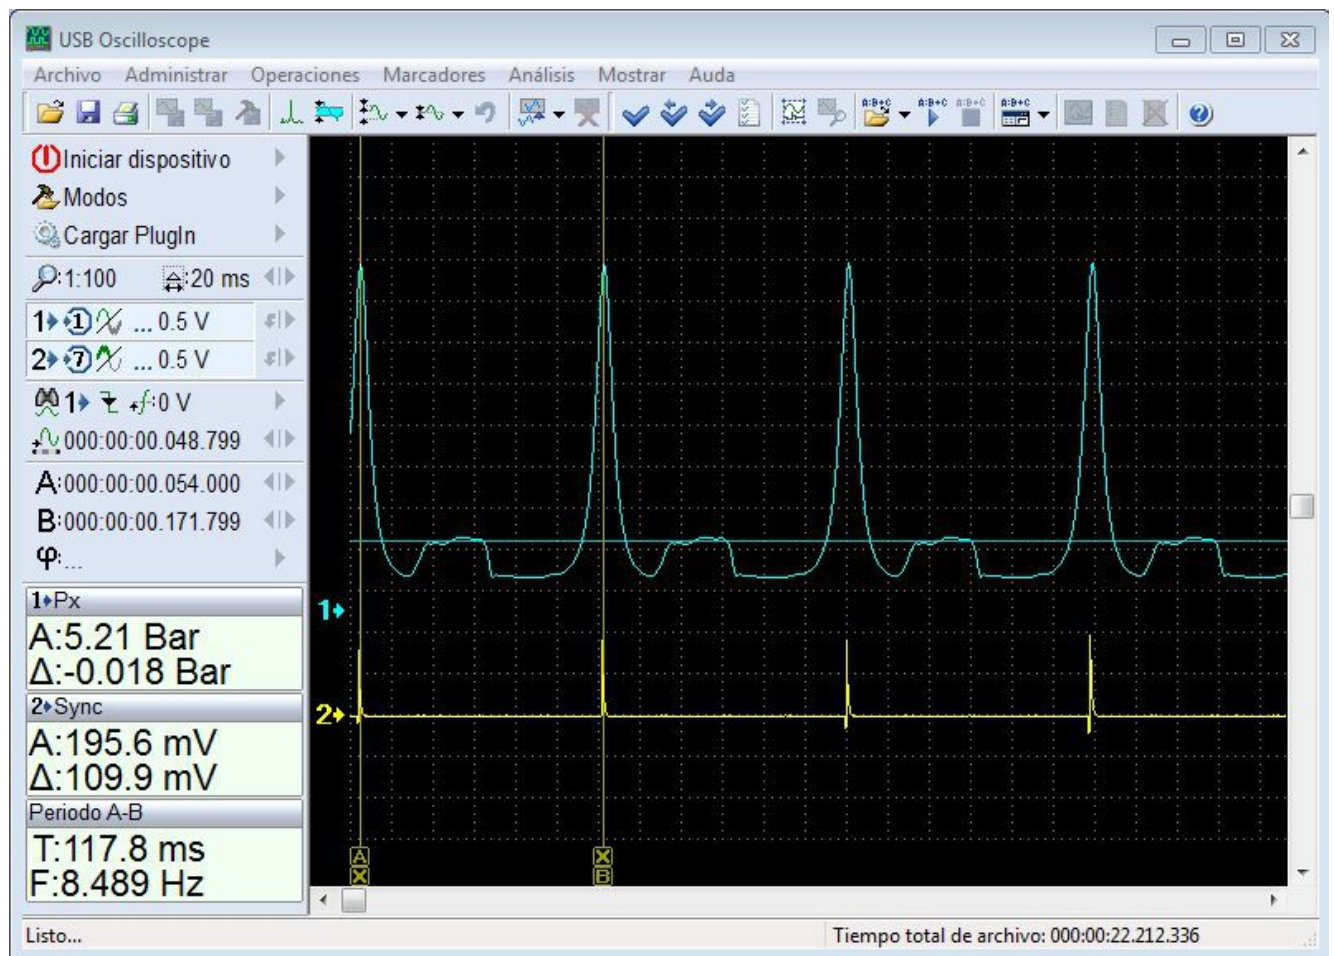 USB Oscilloscope
Archivo Administrar Operaciones Marcadores Análisis Mostrar Auda
A:B+C A:B+C A:B+C A:B+C
Iniciar dispositivo
Modos
Cargar PlugIn
:1:100 :20 ms
1 1 ... 0.5 V
2 7 ... 0.5 V
1 f:0 V
:000:00:00.048.799
A:000:00:00.054.000
B:000:00:00.171.799
φ:...
1 Px
A:5.21 Bar
Δ:-0.018 Bar
2 Sync
A:195.6 mV
Δ:109.9 mV
Periodo A-B
T:117.8 ms
F:8.489 Hz
1
2
A X
X B
Listo... Tiempo total de archivo: 000:00:22.212.336